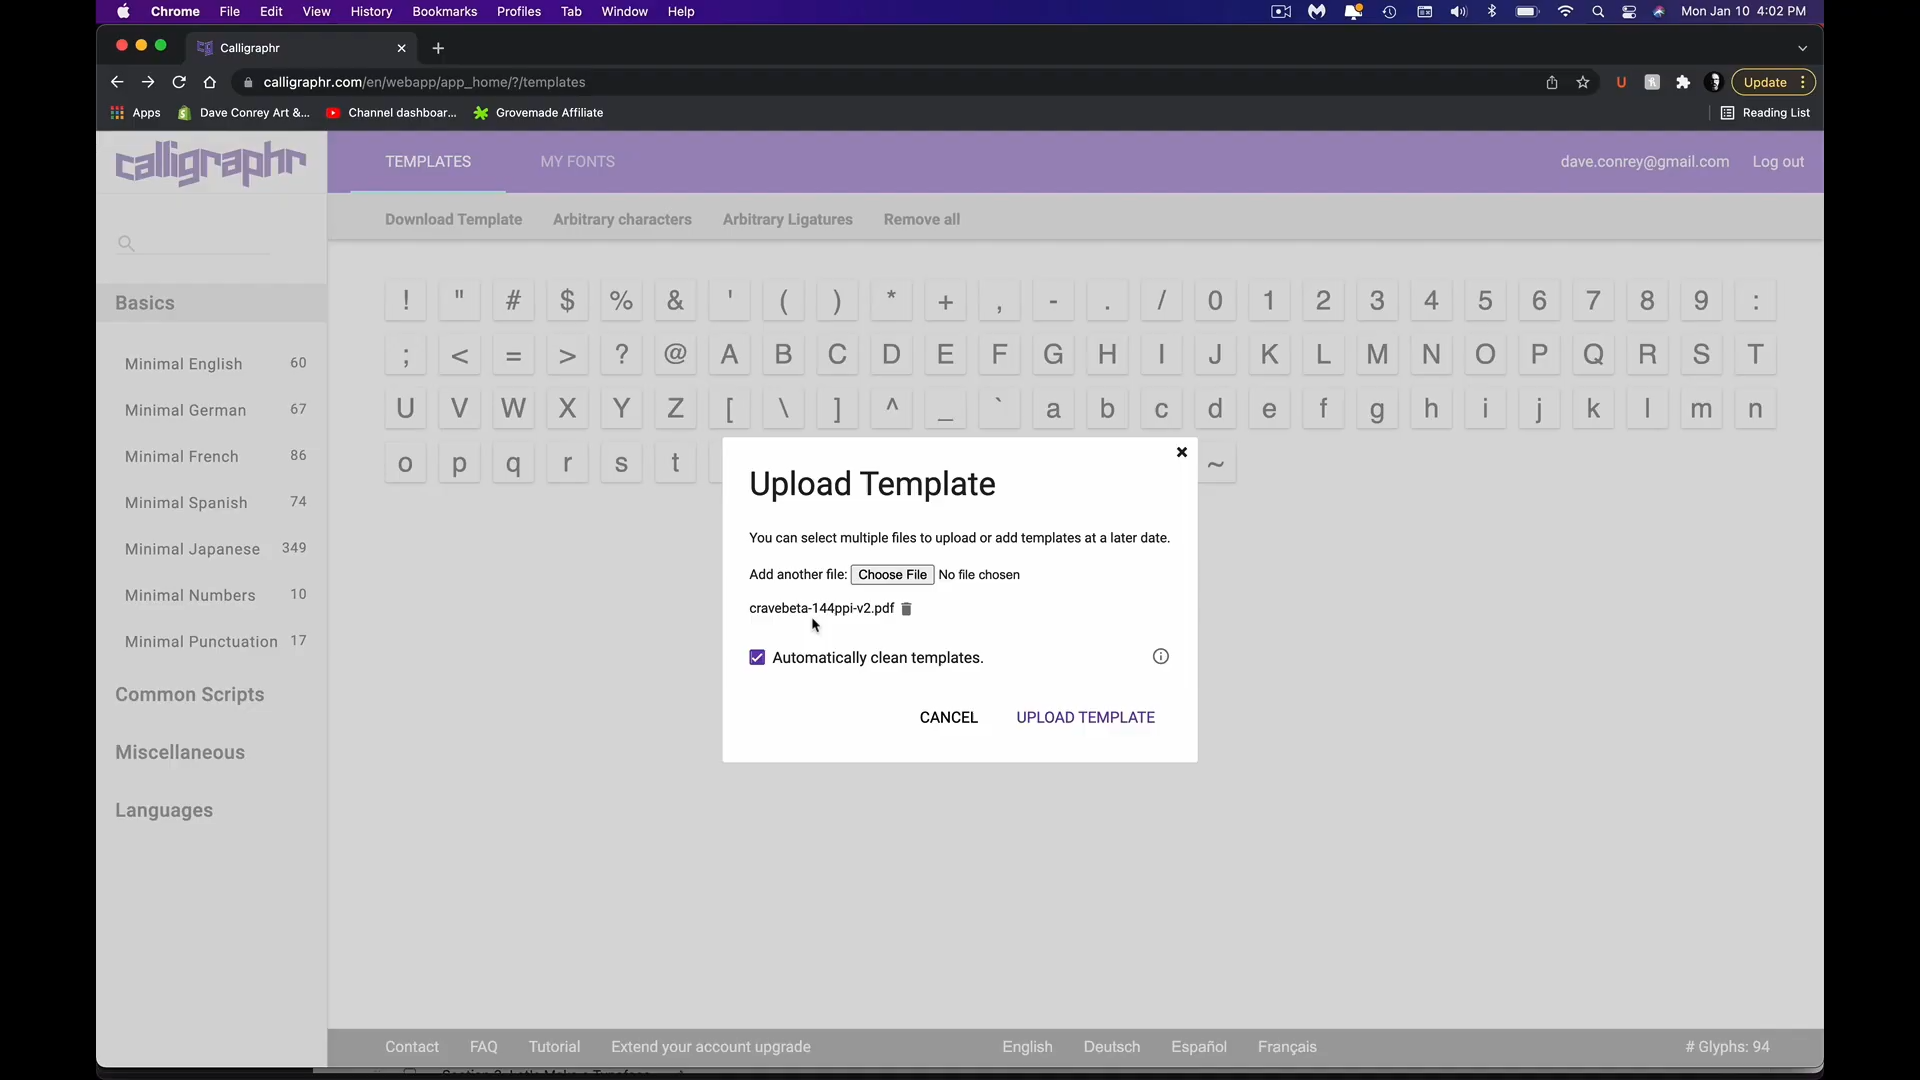 Chrome File Edit View History Bookmarks Profiles Tab Window Help Mon Jan 10 4:02 PM
Calligraphr
calligraphr.com/en/webapp/app_home/?/templates Update
Apps Dave Conrey Art &... Channel dashboar... Grovemade Affiliate Reading List
calligraphr TEMPLATES MY FONTS dave.conrey@gmail.com Log out
Download Template Arbitrary characters Arbitrary Ligatures Remove all
Basics
Minimal English 60
Minimal German 67
Minimal French 86
Minimal Spanish 74
Minimal Japanese 349
Minimal Numbers 10
Minimal Punctuation 17
Common Scripts
Miscellaneous
Languages
! " # $ % & ' ( ) * + , - . / 0 1 2 3 4 5 6 7 8 9 :
; < = > ? @ A B C D E F G H I J K L M N O P Q R S T
U V W X Y Z [ \ ] ^ _ ` a b c d e f g h i j k l m n
o p q r s t ~
Upload Template
You can select multiple files to upload or add templates at a later date.
Add another file: Choose File No file chosen
cravebeta-144ppi-v2.pdf
Automatically clean templates.
CANCEL UPLOAD TEMPLATE
Contact FAQ Tutorial Extend your account upgrade English Deutsch Español Français # Glyphs: 94